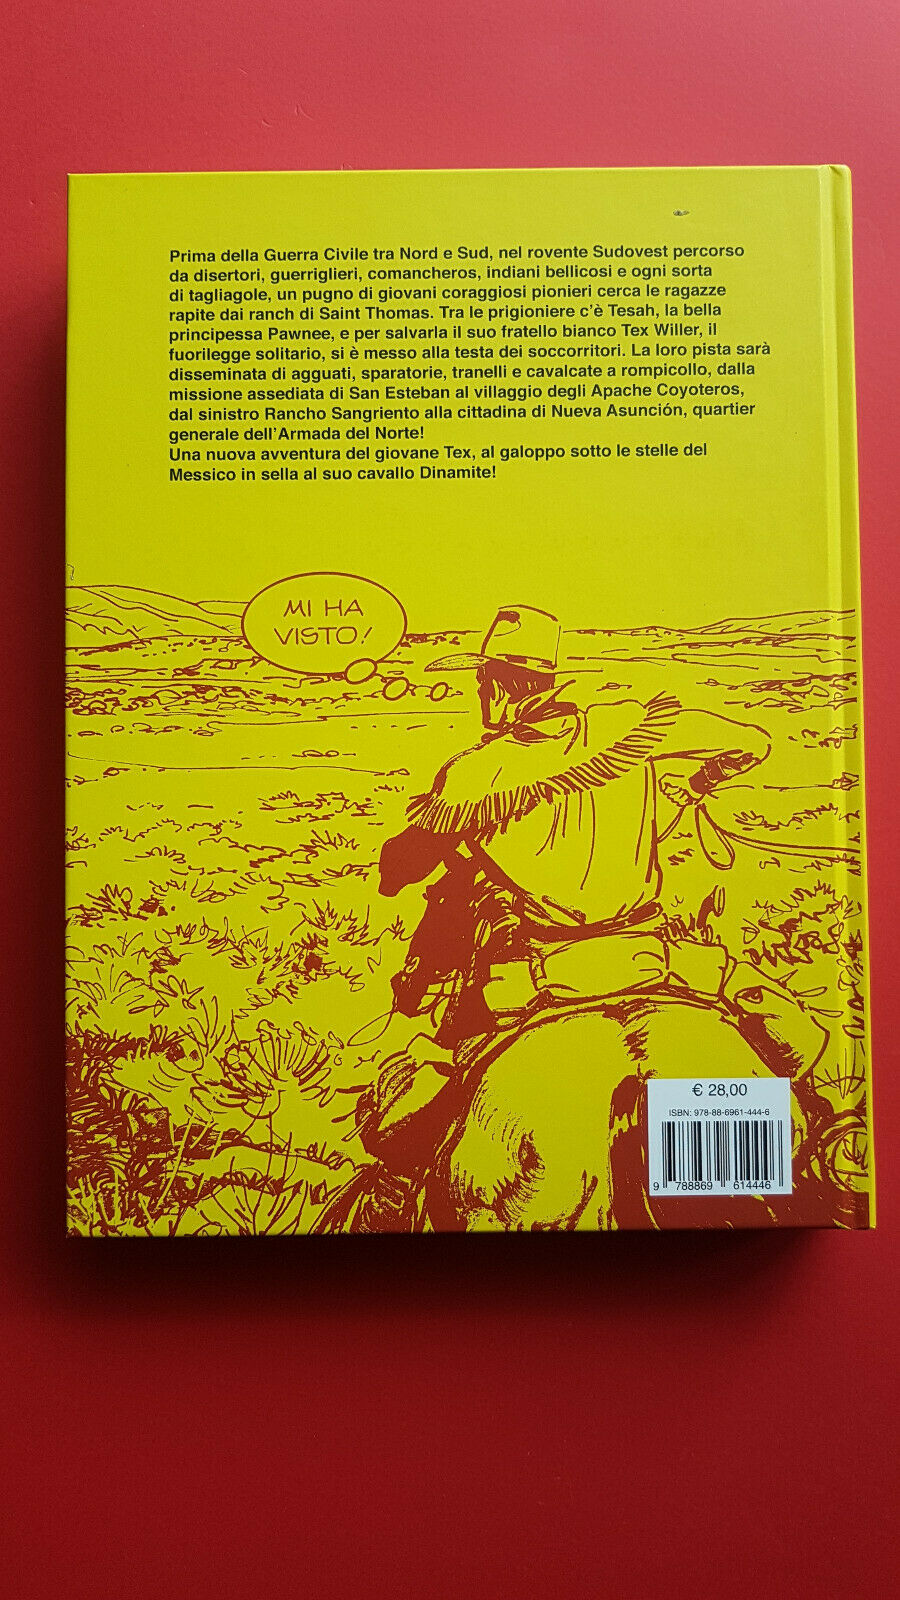 Prima della Guerra Civile tra Nord e Sud, nel rovente Sudovest percorso
da disertori, guerriglieri, comancheros, indiani bellicosi e ogni sorta
di tagliagole, un pugno di giovani coraggiosi pionieri cerca le ragazze
rapite dai ranch di Saint Thomas. Tra le prigioniere c'è Tesah, la bella
principessa Pawnee, e per salvarla il suo fratello bianco Tex Willer, il
fuorilegge solitario, si è messo alla testa dei soccorritori. La loro pista sarà
disseminata di agguati, sparatorie, tranelli e cavalcate a rompicollo, dalla
missione assediata di San Esteban al villaggio degli Apache Coyoteros,
dal sinistro Rancho Sangriento alla cittadina di Nueva Asunción, quartier
generale dell'Armada del Norte!
Una nuova avventura del giovane Tex, al galoppo sotto le stelle del
Messico in sella al suo cavallo Dinamite!
MI HA
VISTO!
€ 28,00
ISBN: 978-88-6961-444-6
9 788869 614446